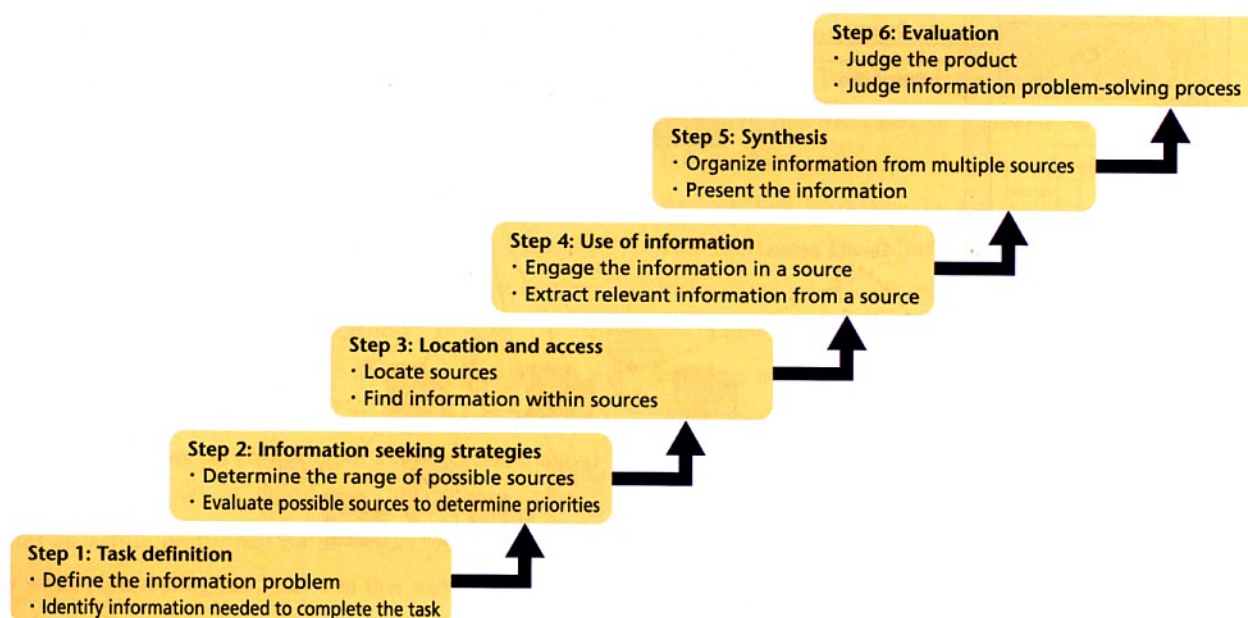 Step 6: Evaluation
· Judge the product
· Judge information problem-solving process
Step 5: Synthesis
· Organize information from multiple sources
· Present the information
Step 4: Use of information
· Engage the information in a source
· Extract relevant information from a source
Step 3: Location and access
· Locate sources
· Find information within sources
Step 2: Information seeking strategies
· Determine the range of possible sources
· Evaluate possible sources to determine priorities
Step 1: Task definition
· Define the information problem
· Identify information needed to complete the task